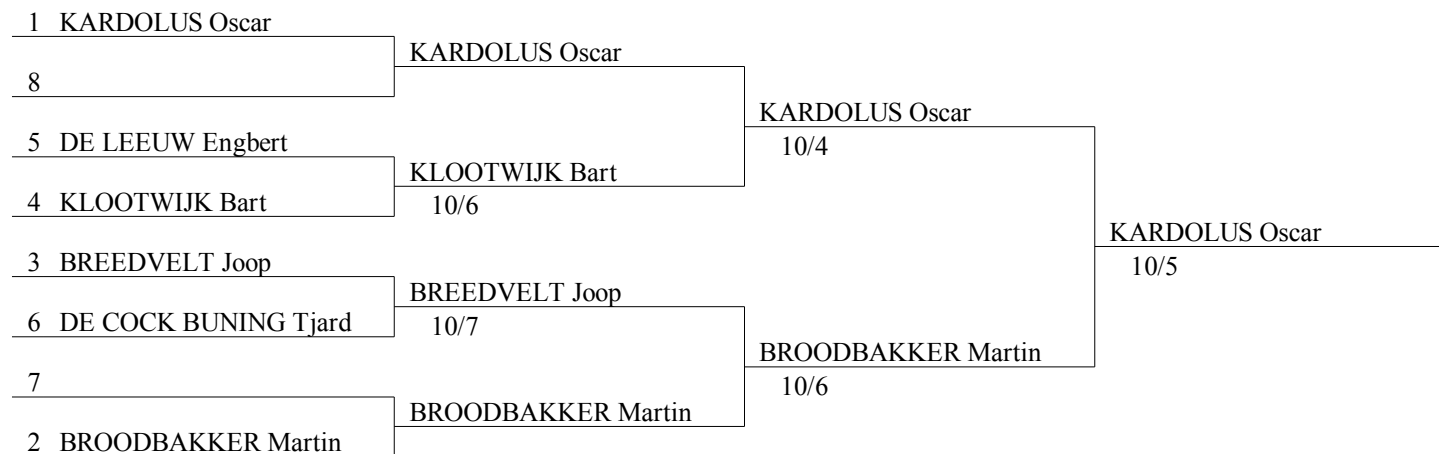 1 KARDOLUS Oscar
KARDOLUS Oscar
8
KARDOLUS Oscar
5 DE LEEUW Engbert
10/4
KLOOTWIJK Bart
4 KLOOTWIJK Bart
10/6
KARDOLUS Oscar
3 BREEDVELT Joop
10/5
BREEDVELT Joop
6 DE COCK BUNING Tjard
10/7
BROODBAKKER Martin
7
10/6
BROODBAKKER Martin
2 BROODBAKKER Martin